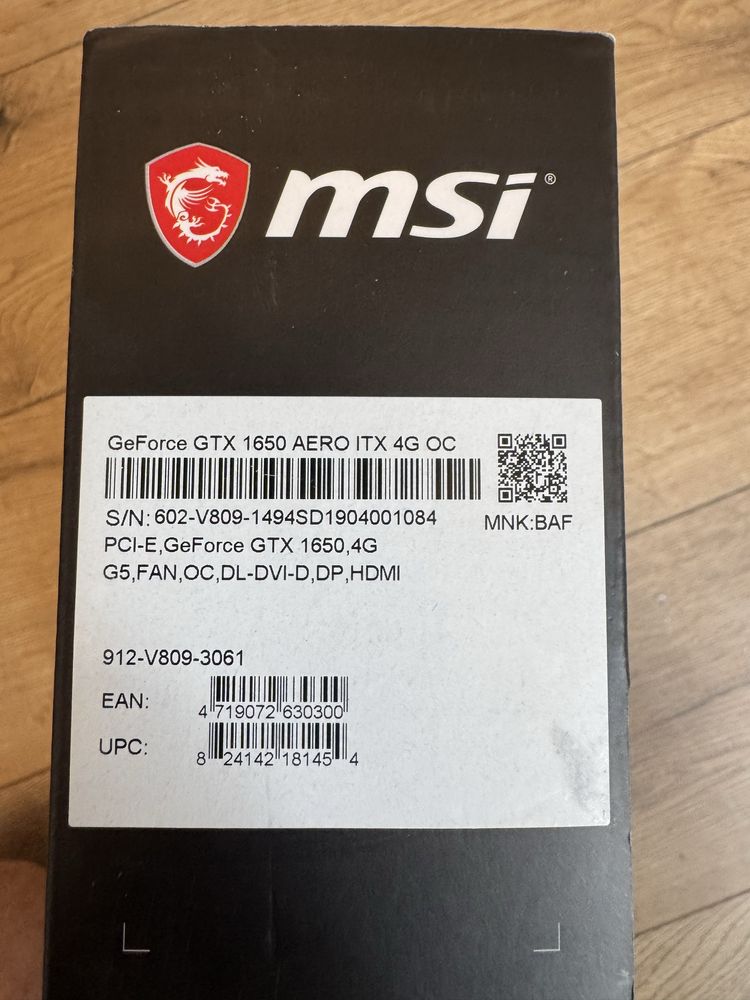 msi®
GeForce GTX 1650 AERO ITX 4G OC
S/N: 602-V809-1494SD1904001084
MNK:BAF
PCI-E,GeForce GTX 1650,4G
G5,FAN,OC,DL-DVI-D,DP,HDMI
912-V809-3061
EAN:
4 719072 630300
UPC:
8 24142 18145 4